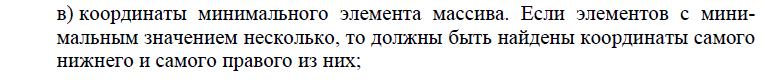 в) координаты минимального элемента массива. Если элементов с мини-
мальным значением несколько, то должны быть найдены координаты самого
нижнего и самого правого из них;